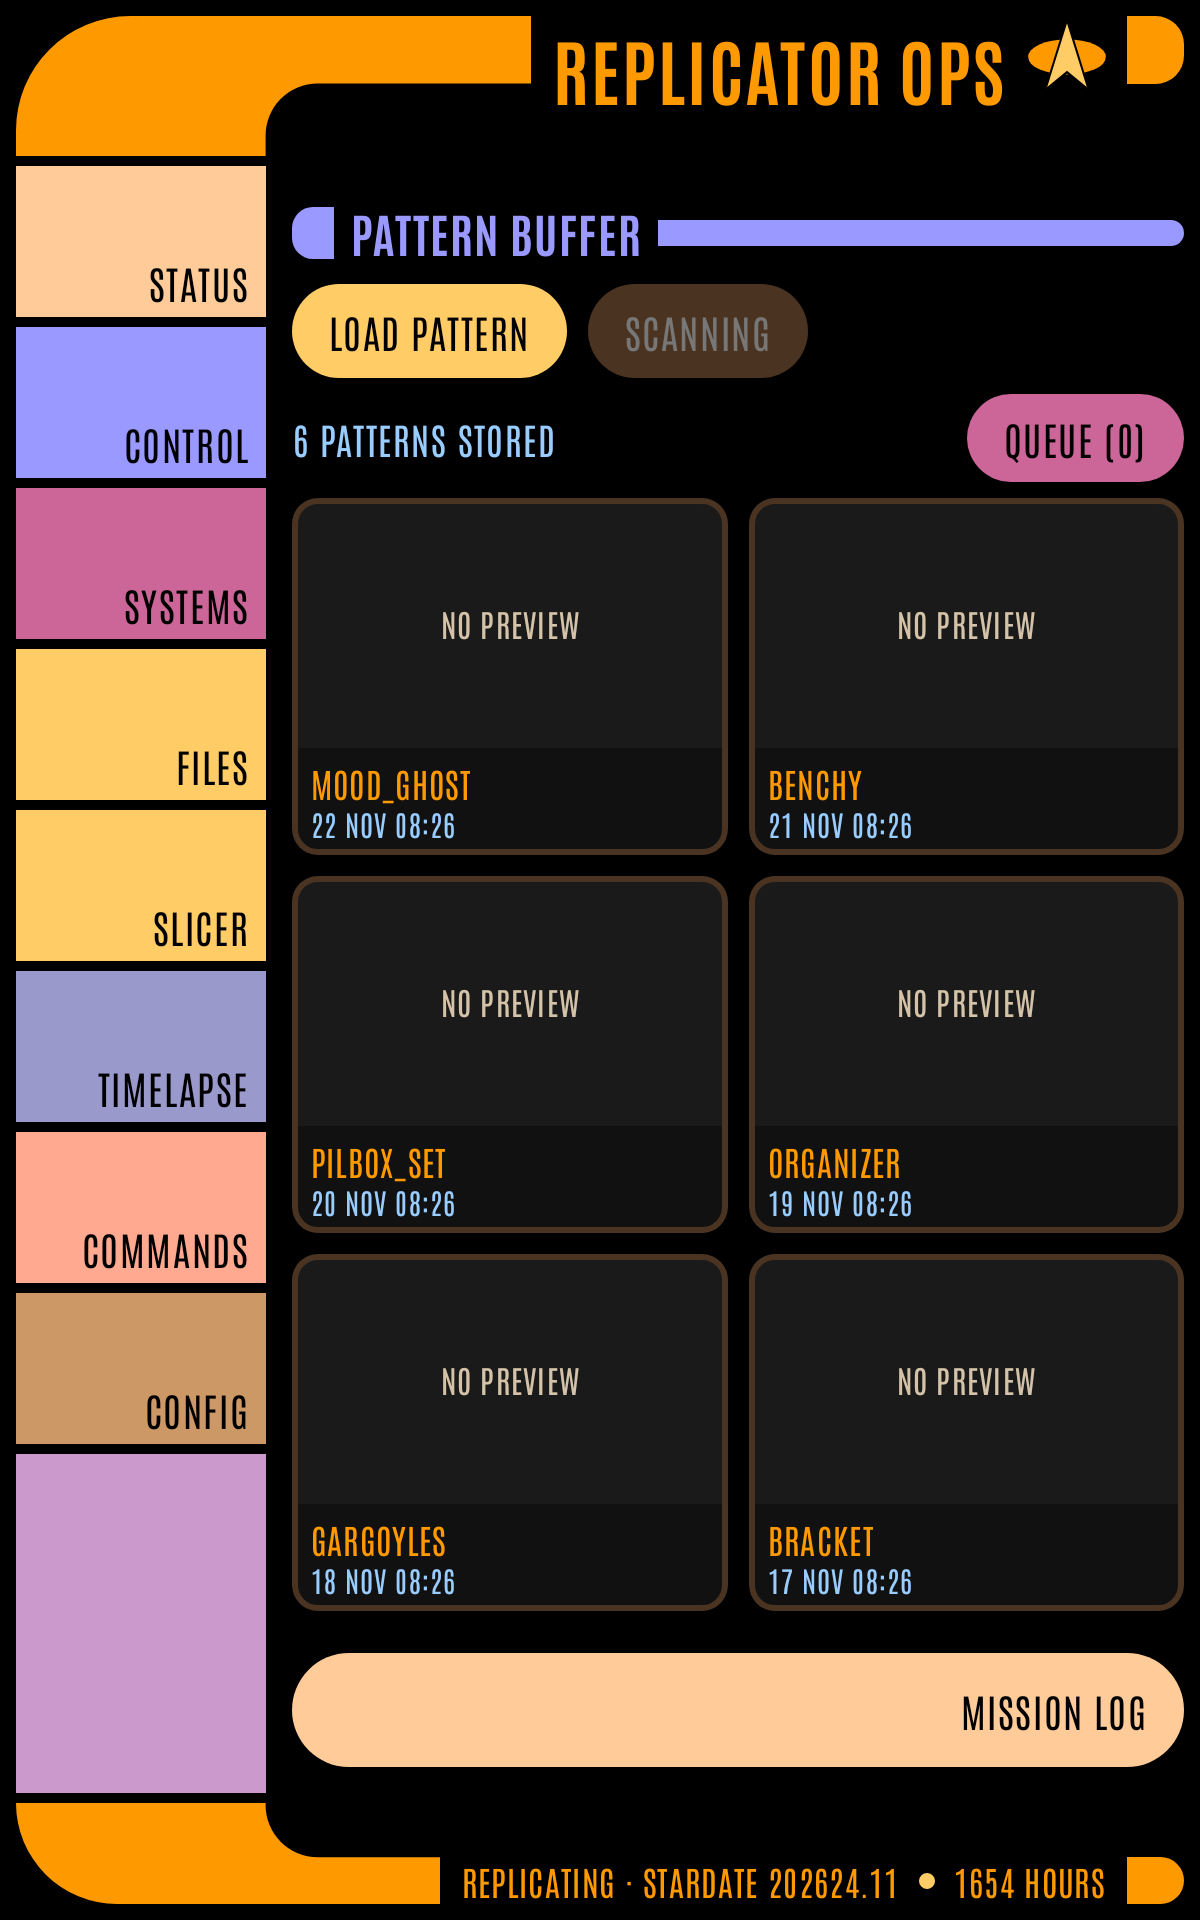 REPLICATOR OPS
STATUS
CONTROL
SYSTEMS
FILES
SLICER
TIMELAPSE
COMMANDS
CONFIG
PATTERN BUFFER
LOAD PATTERN
SCANNING
6 PATTERNS STORED
QUEUE (0)
NO PREVIEW
MOOD_GHOST
22 NOV 08:26
NO PREVIEW
BENCHY
21 NOV 08:26
NO PREVIEW
PILBOX_SET
20 NOV 08:26
NO PREVIEW
ORGANIZER
19 NOV 08:26
NO PREVIEW
GARGOYLES
18 NOV 08:26
NO PREVIEW
BRACKET
17 NOV 08:26
MISSION LOG
REPLICATING · STARDATE 202624.11 ● 1654 HOURS